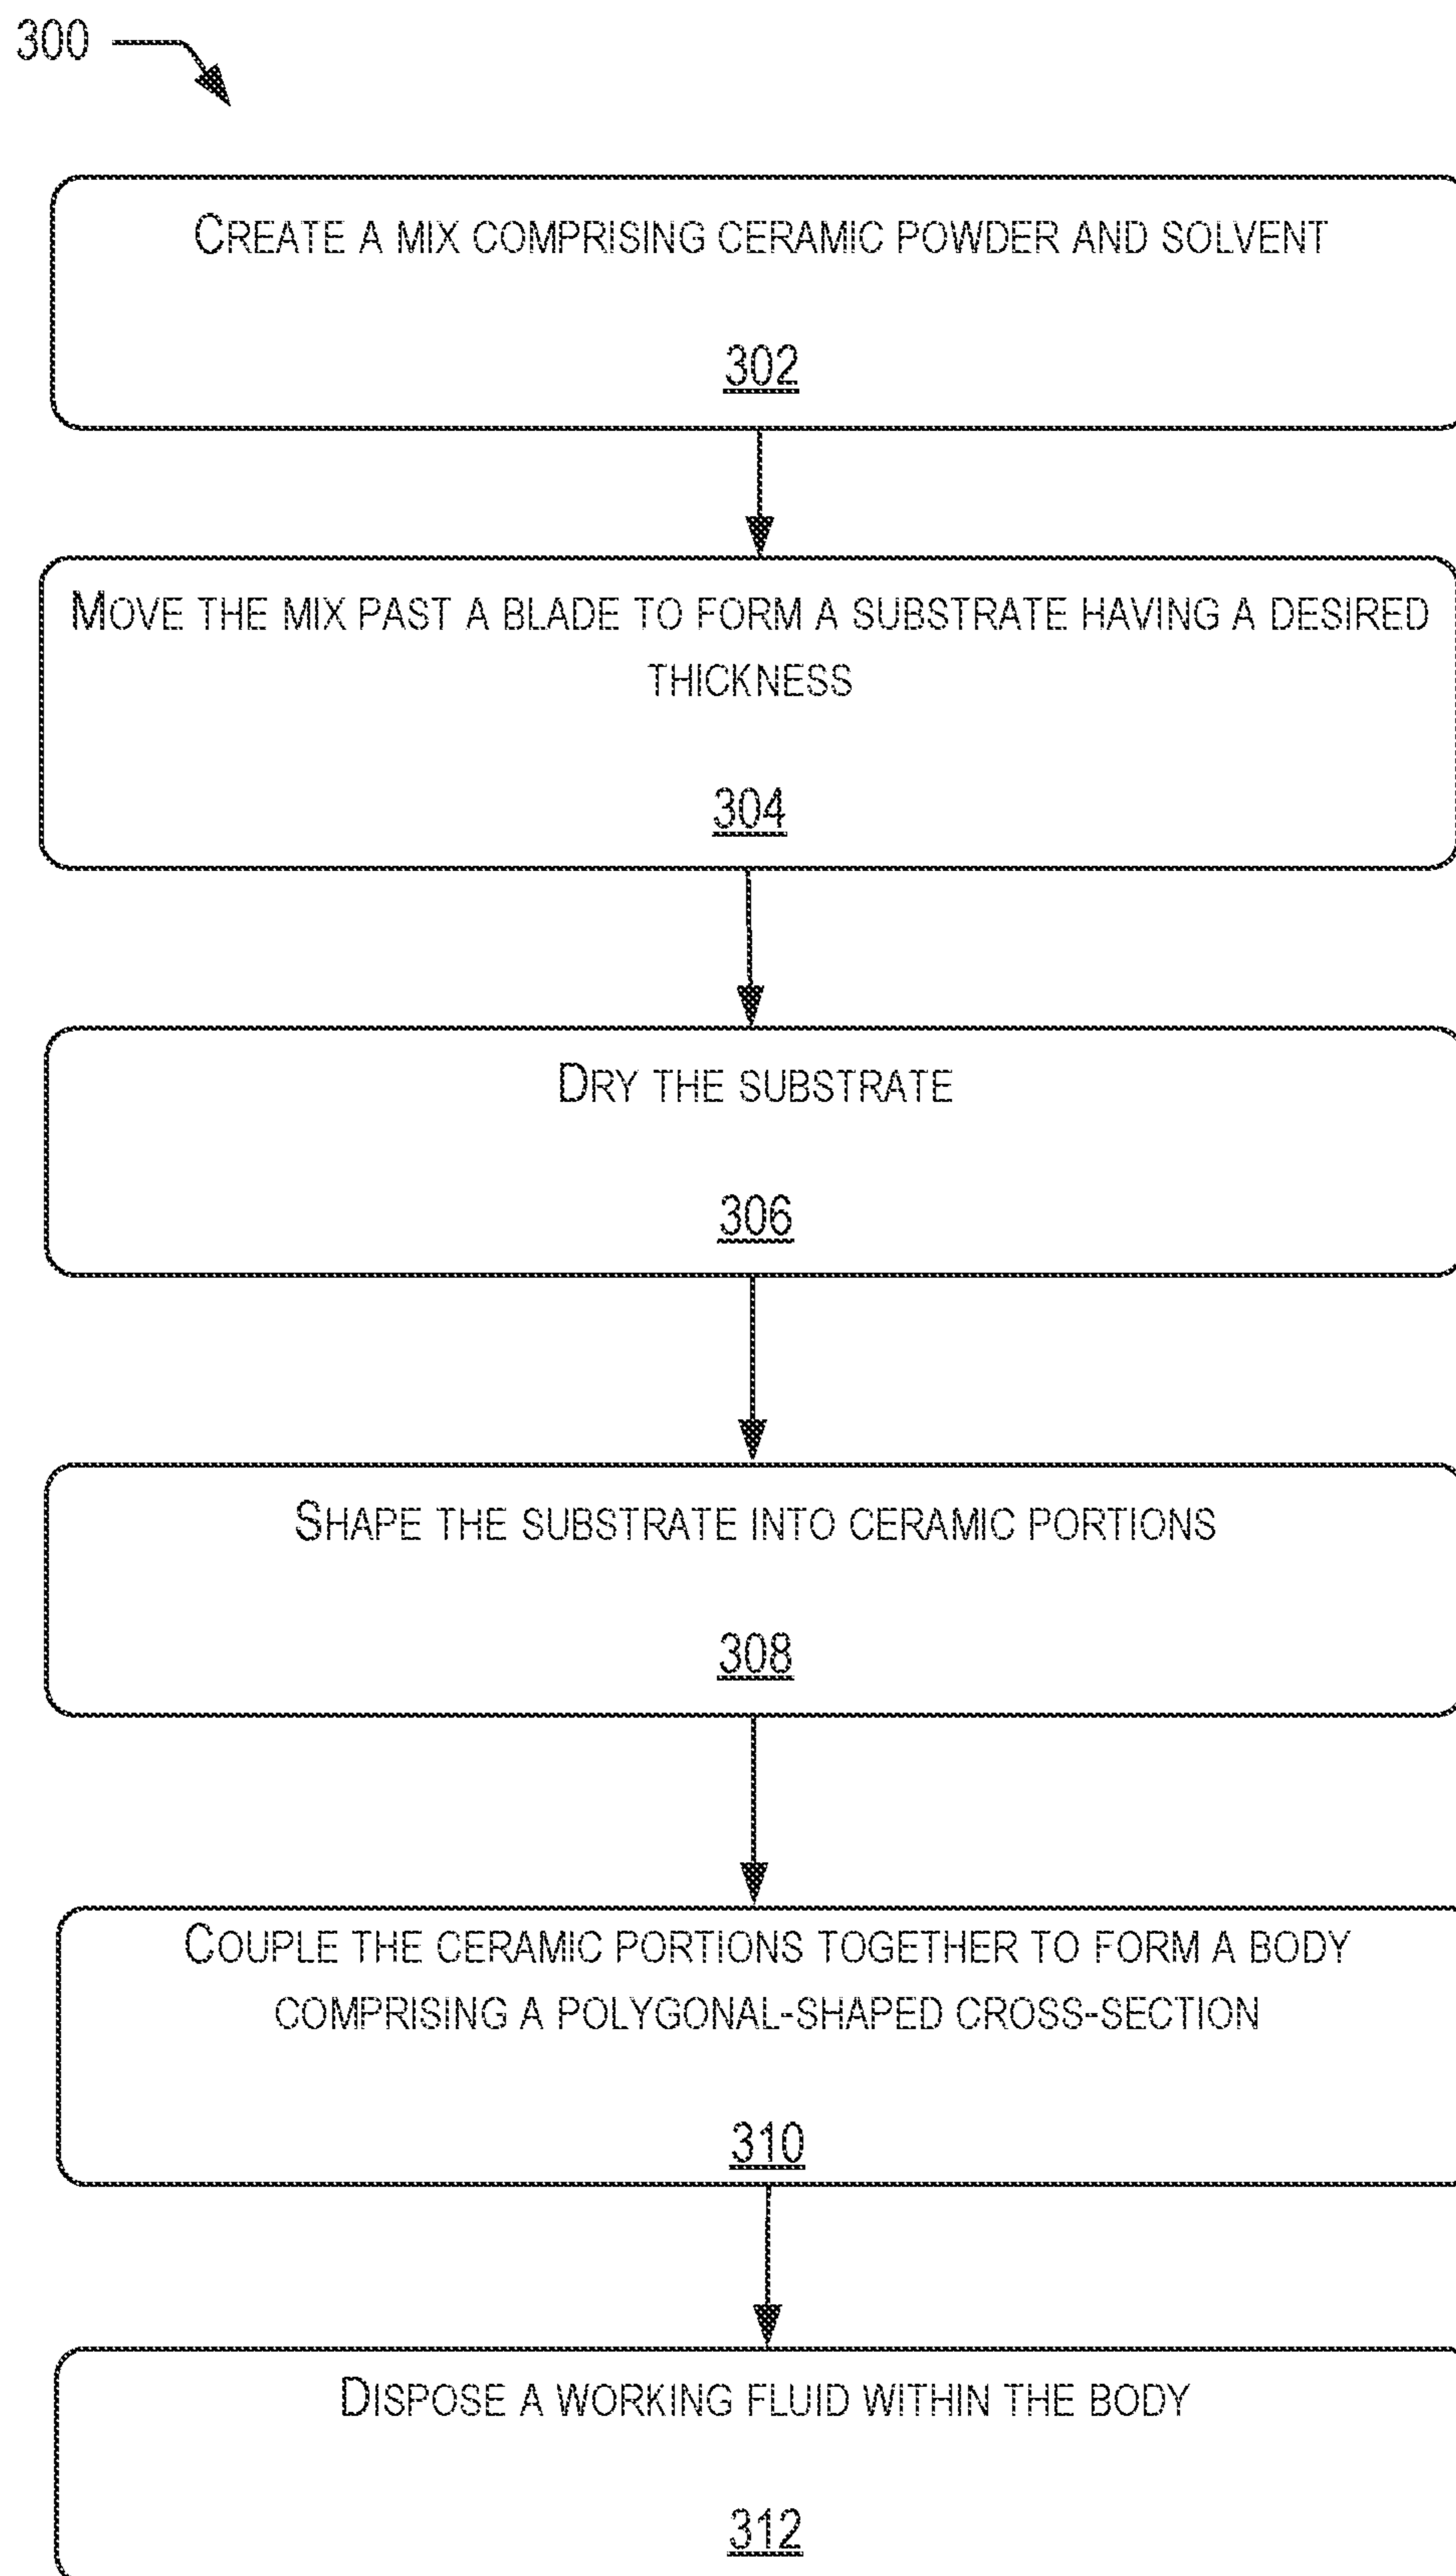 300
CREATE A MIX COMPRISING CERAMIC POWDER AND SOLVENT
302
MOVE THE MIX PAST A BLADE TO FORM A SUBSTRATE HAVING A DESIRED
THICKNESS
304
DRY THE SUBSTRATE
306
SHAPE THE SUBSTRATE INTO CERAMIC PORTIONS
308
COUPLE THE CERAMIC PORTIONS TOGETHER TO FORM A BODY
COMPRISING A POLYGONAL-SHAPED CROSS-SECTION
310
DISPOSE A WORKING FLUID WITHIN THE BODY
312